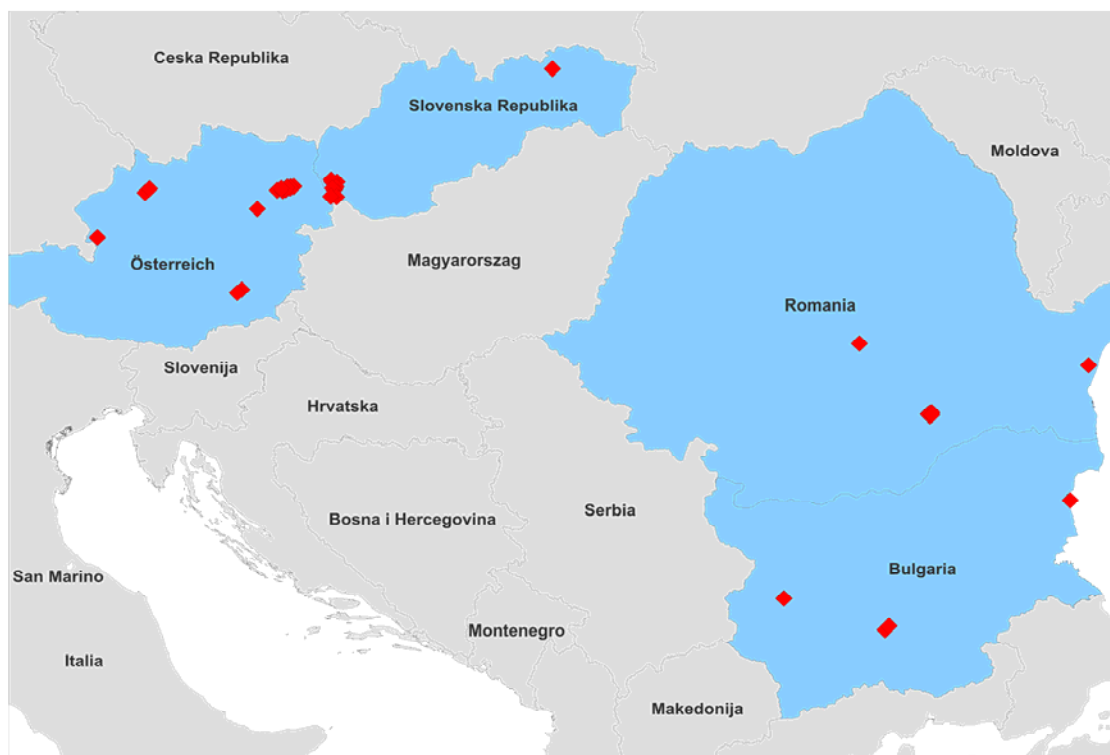 Ceska Republika
Slovenska Republika
Moldova
Österreich
Magyarorszag
Romania
Slovenija
Hrvatska
Bosna i Hercegovina
Serbia
Bulgaria
San Marino
Montenegro
Italia
Makedonija